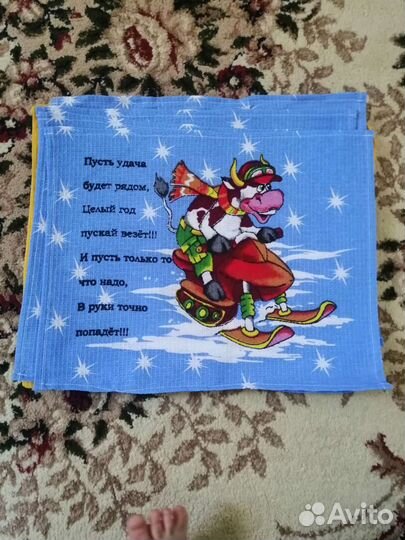 Пусть удача
будет рядом,
Целый год
пускай везёт!!!
И пусть только то
что надо,
В руки точно
попадёт!!!
Avito